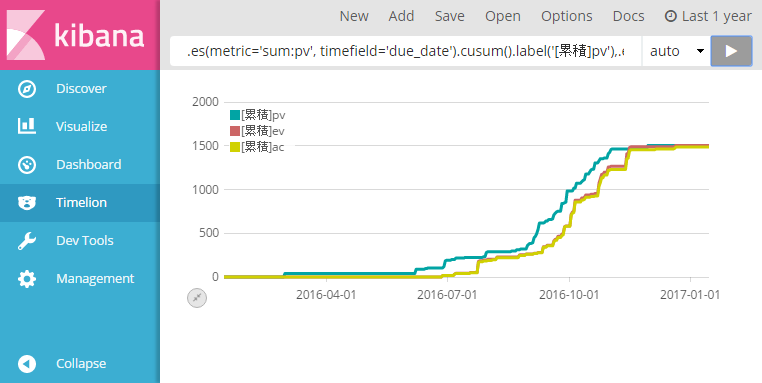 kibana
Discover
Visualize
Dashboard
Timelion
Dev Tools
Management
Collapse
New Add Save Open Options Docs Last 1 year
.es(metric='sum:pv', timefield='due_date').cusum().label('[累積]pv'),.e
auto
2000
1500
1000
500
0
[累積]pv
[累積]ev
[累積]ac
2016-04-01 2016-07-01 2016-10-01 2017-01-01